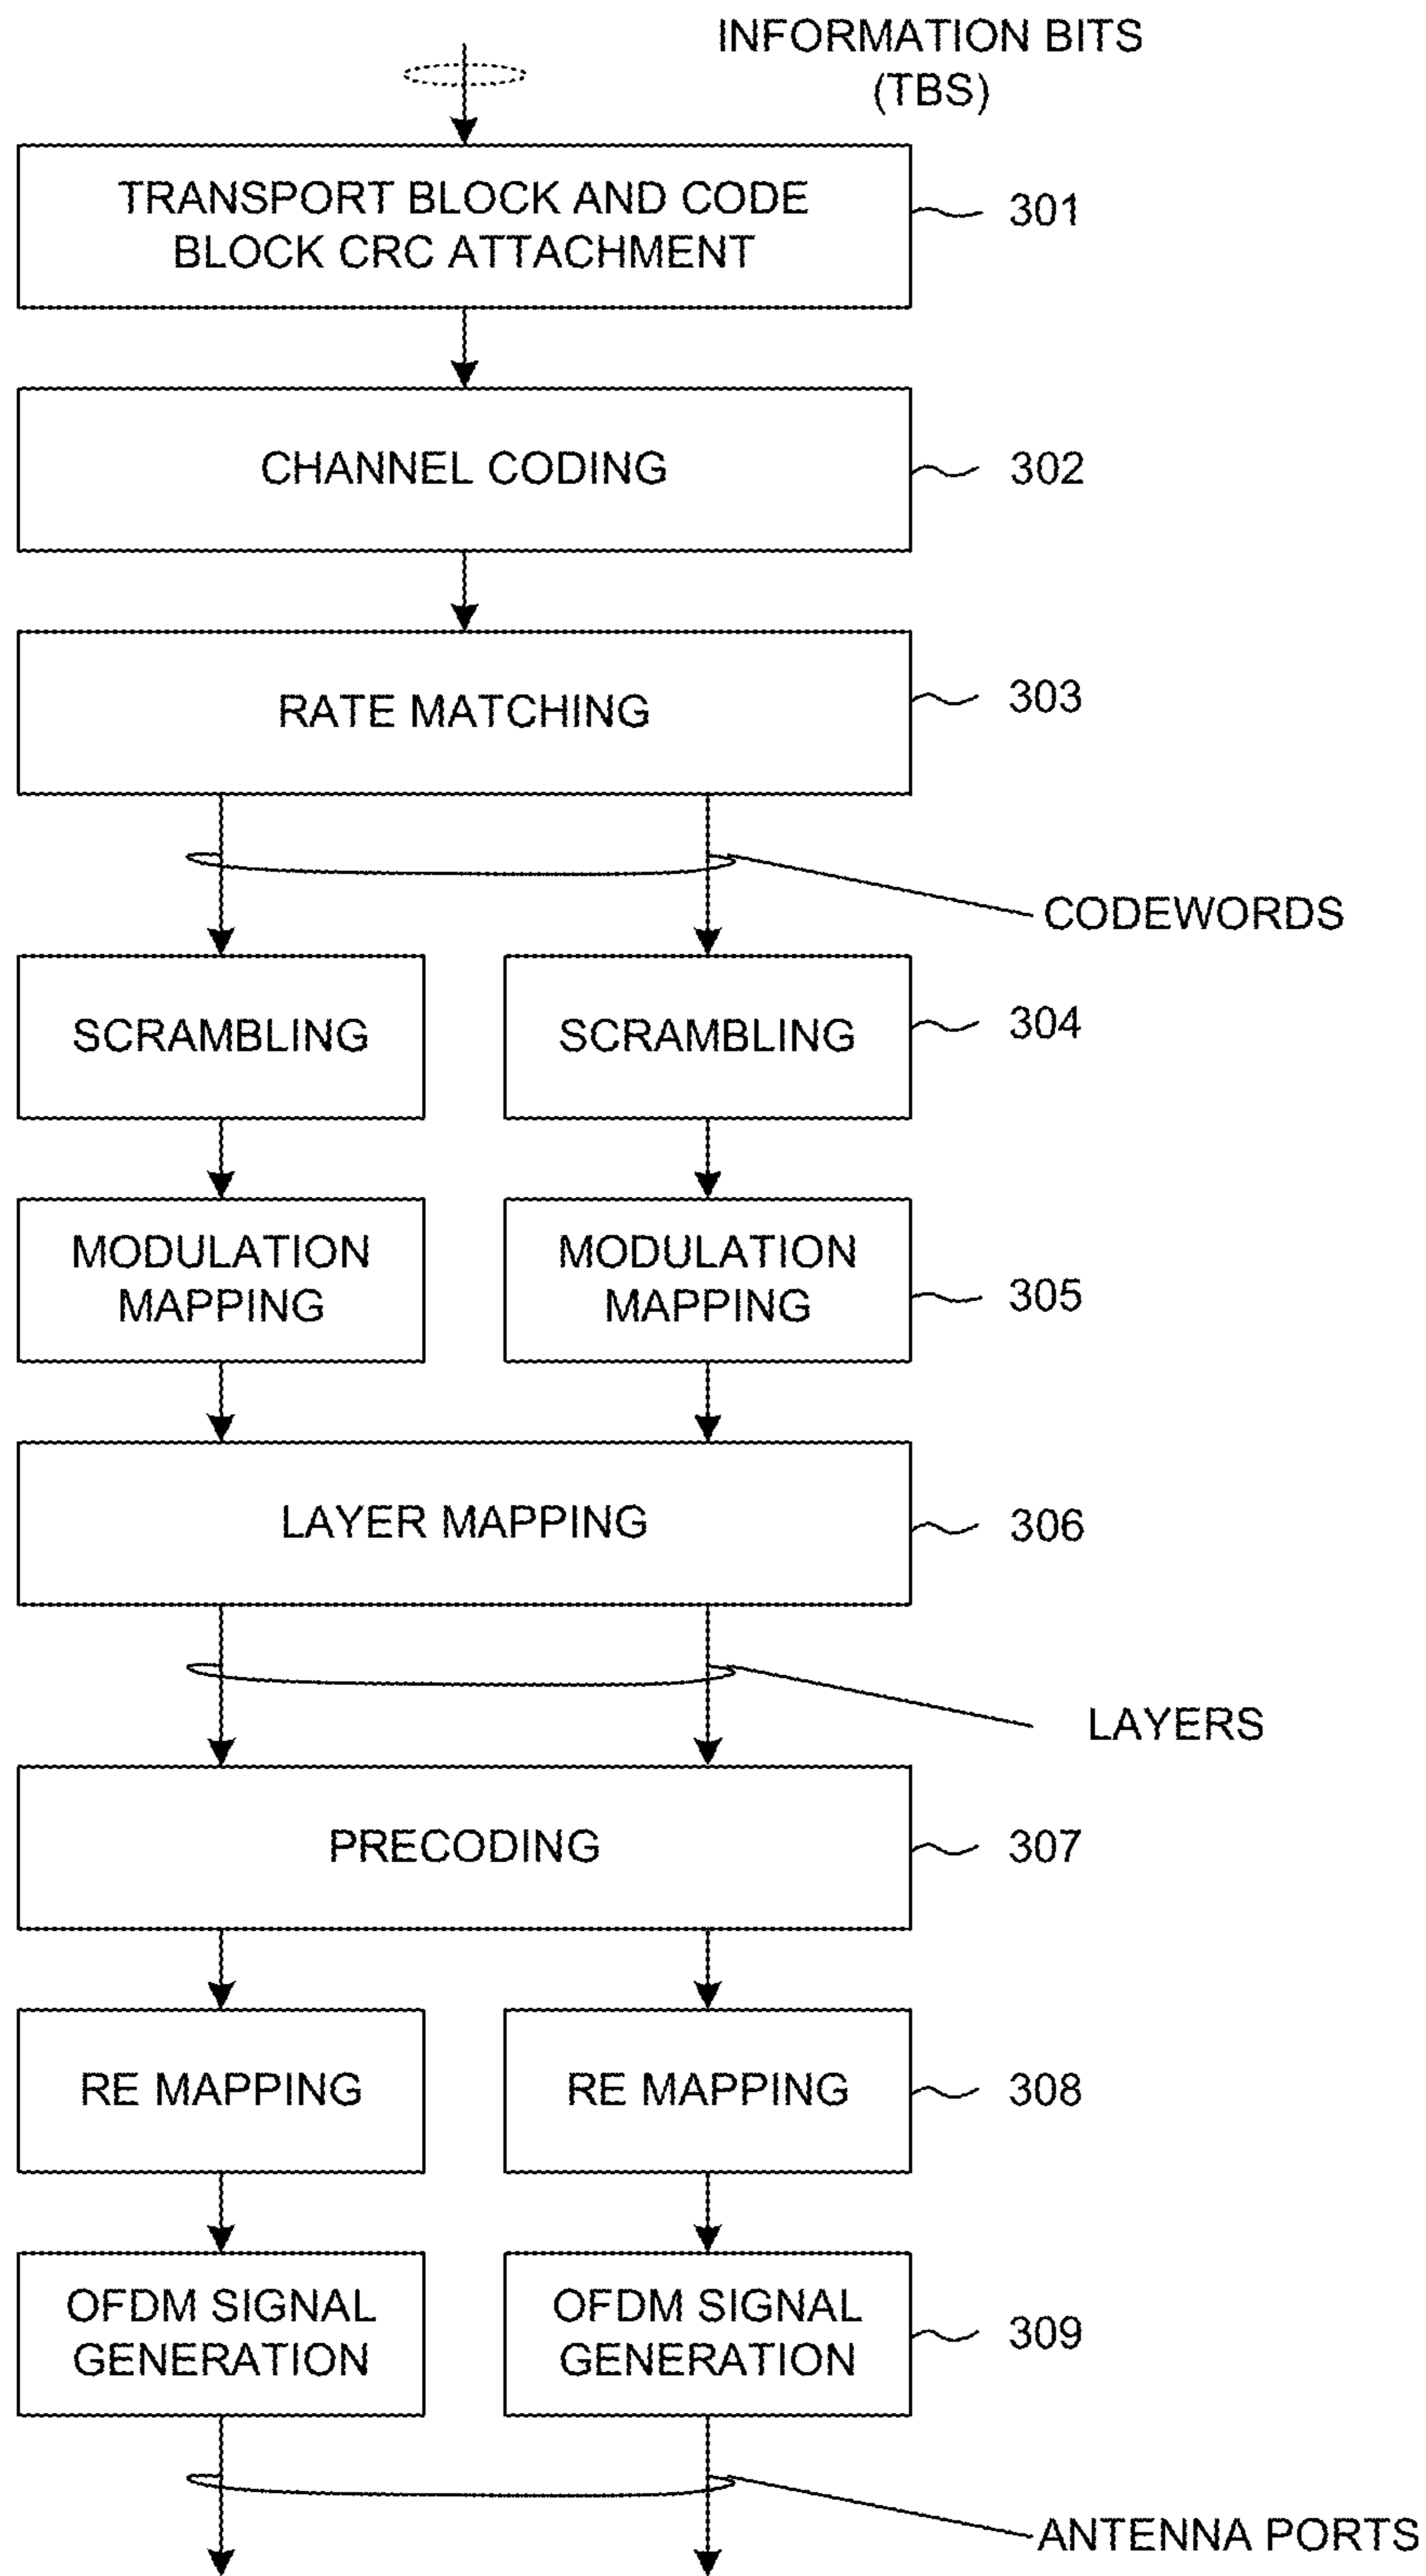 INFORMATION BITS
(TBS)
TRANSPORT BLOCK AND CODE
BLOCK CRC ATTACHMENT
301
CHANNEL CODING
302
RATE MATCHING
303
CODEWORDS
SCRAMBLING
SCRAMBLING
304
MODULATION
MAPPING
MODULATION
MAPPING
305
LAYER MAPPING
306
LAYERS
PRECODING
307
RE MAPPING
RE MAPPING
308
OFDM SIGNAL
GENERATION
OFDM SIGNAL
GENERATION
309
ANTENNA PORTS